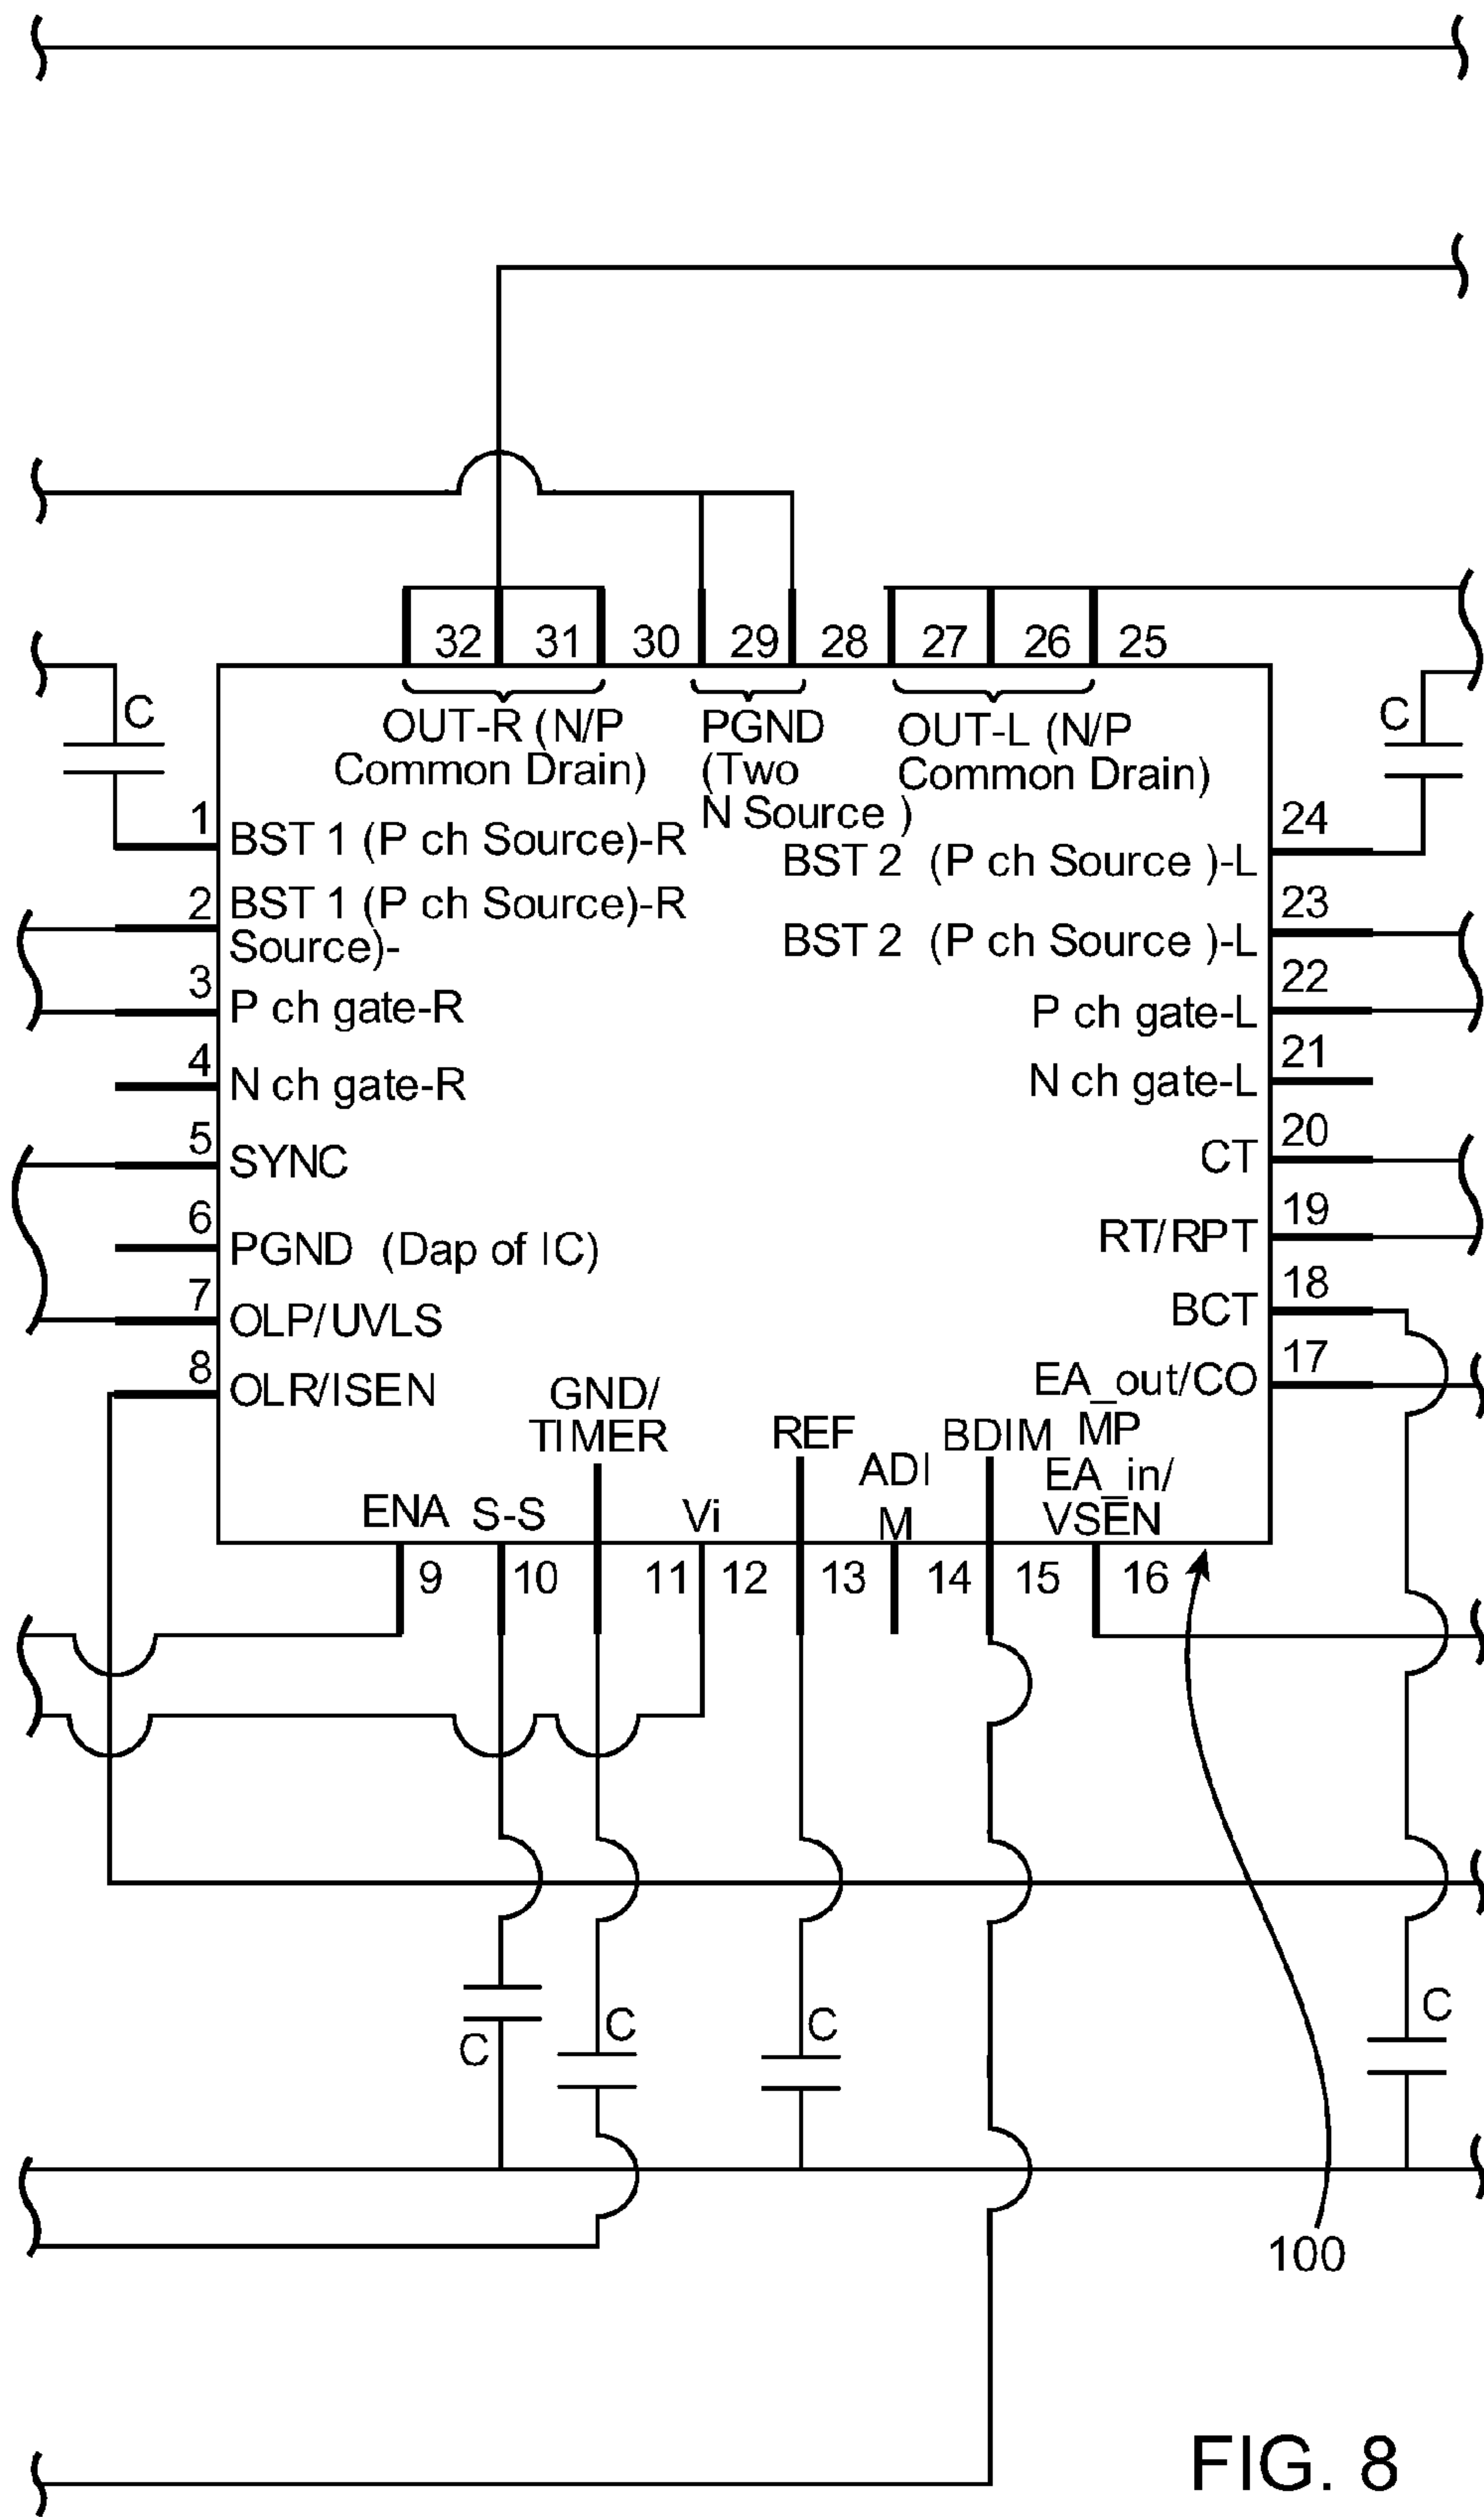 32 31 30 29 28 27 26 25
C
C
OUT-R (N/P
Common Drain)
PGND
(Two
N Source )
OUT-L (N/P
Common Drain)
1
BST 1 (P ch Source)-R
24
BST 2 (P ch Source )-L
2
BST 1 (P ch Source)-R
Source)-
23
BST 2 (P ch Source )-L
3
P ch gate-R
22
P ch gate-L
4
N ch gate-R
21
N ch gate-L
5
SYNC
20
CT
6
PGND (Dap of IC)
19
RT/RPT
7
OLP/UVLS
18
BCT
8
OLR/ISEN
17
EA_out/CO
MP
GND/
TIMER
REF
ADI
M
BDIM
EA_in/
VSEN
ENA
S-S
Vi
9 10 11 12 13 14 15 16
C
C
C
C
100
FIG. 8